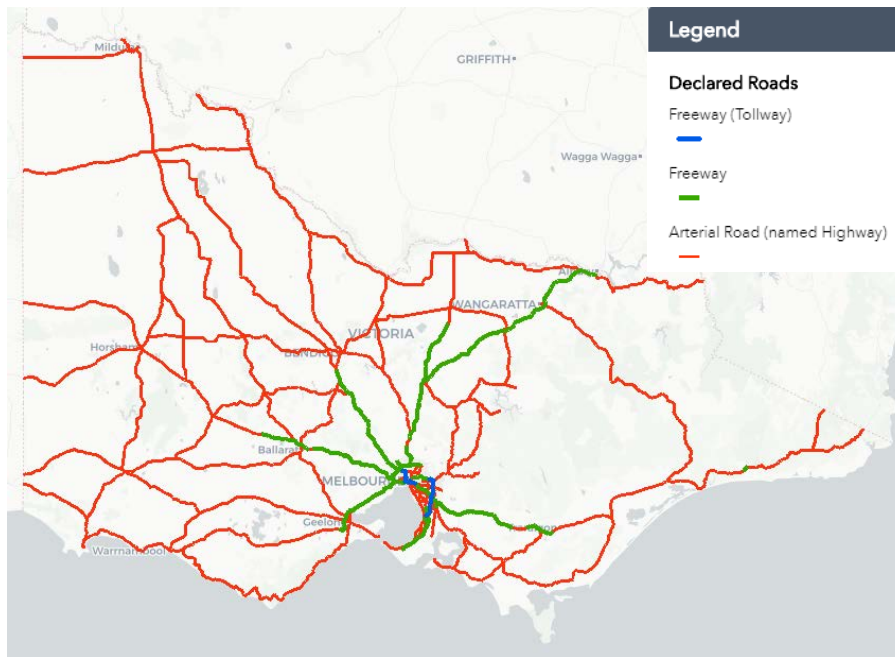 Legend
Declared Roads
Freeway (Tollway)
Freeway
Arterial Road (named Highway)
Mildura
GRIFFITH
Wagga Wagga
WANGARATTA
VICTORIA
Horsham
BENDIGO
Ballarat
MELBOUR
Geelong
Warrnambool